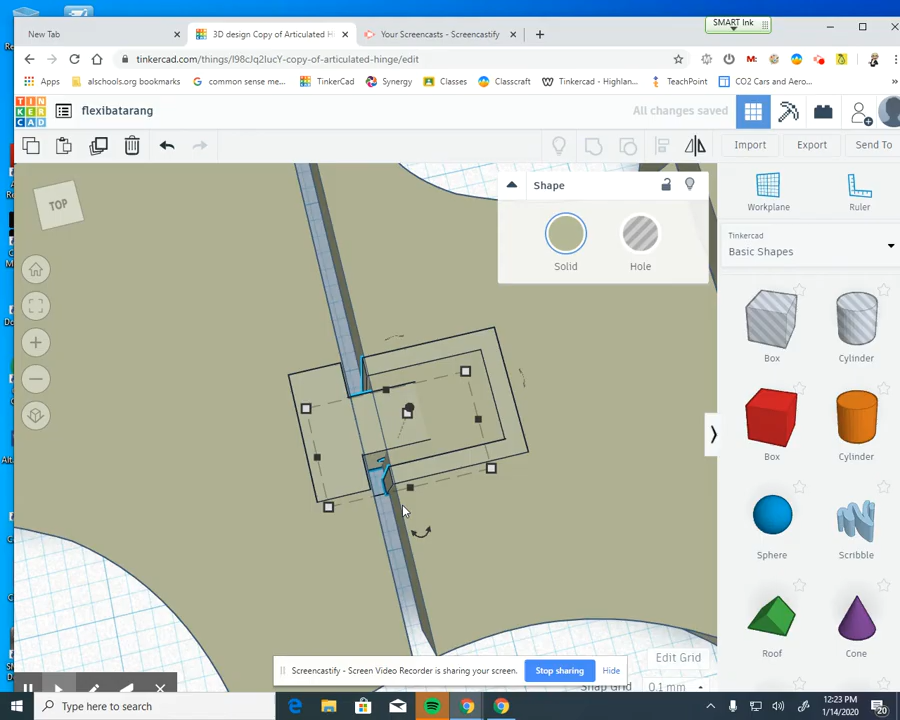 SMART Ink
New Tab
3D design Copy of Articulated H
Your Screencasts - Screencastify
tinkercad.com/things/l98cJq2lucY-copy-of-articulated-hinge/edit
Apps
alschools.org bookmarks
common sense me...
TinkerCad
Synergy
Classes
Classcraft
Tinkercad - Highlan...
TeachPoint
CO2 Cars and Aero...
TIN
KER
CAD
flexibatarang
All changes saved
Import
Export
Send To
TOP
Shape
Solid
Hole
Workplane
Ruler
Tinkercad
Basic Shapes
Box
Cylinder
Box
Cylinder
Sphere
Scribble
Roof
Cone
Edit Grid
Snap Grid
0.1 mm
Screencastify - Screen Video Recorder is sharing your screen.
Stop sharing
Hide
Type here to search
12:23 PM
1/14/2020
20